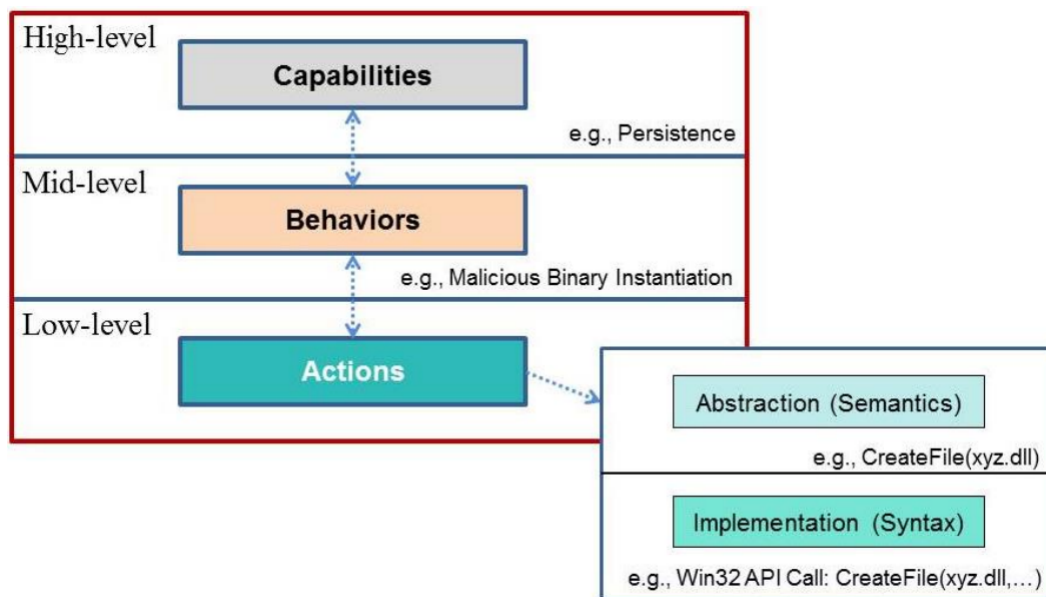 High-level
Capabilities
e.g., Persistence
Mid-level
Behaviors
e.g., Malicious Binary Instantiation
Low-level
Actions
Abstraction (Semantics)
e.g., CreateFile(xyz.dll)
Implementation (Syntax)
e.g., Win32 API Call: CreateFile(xyz.dll,…)